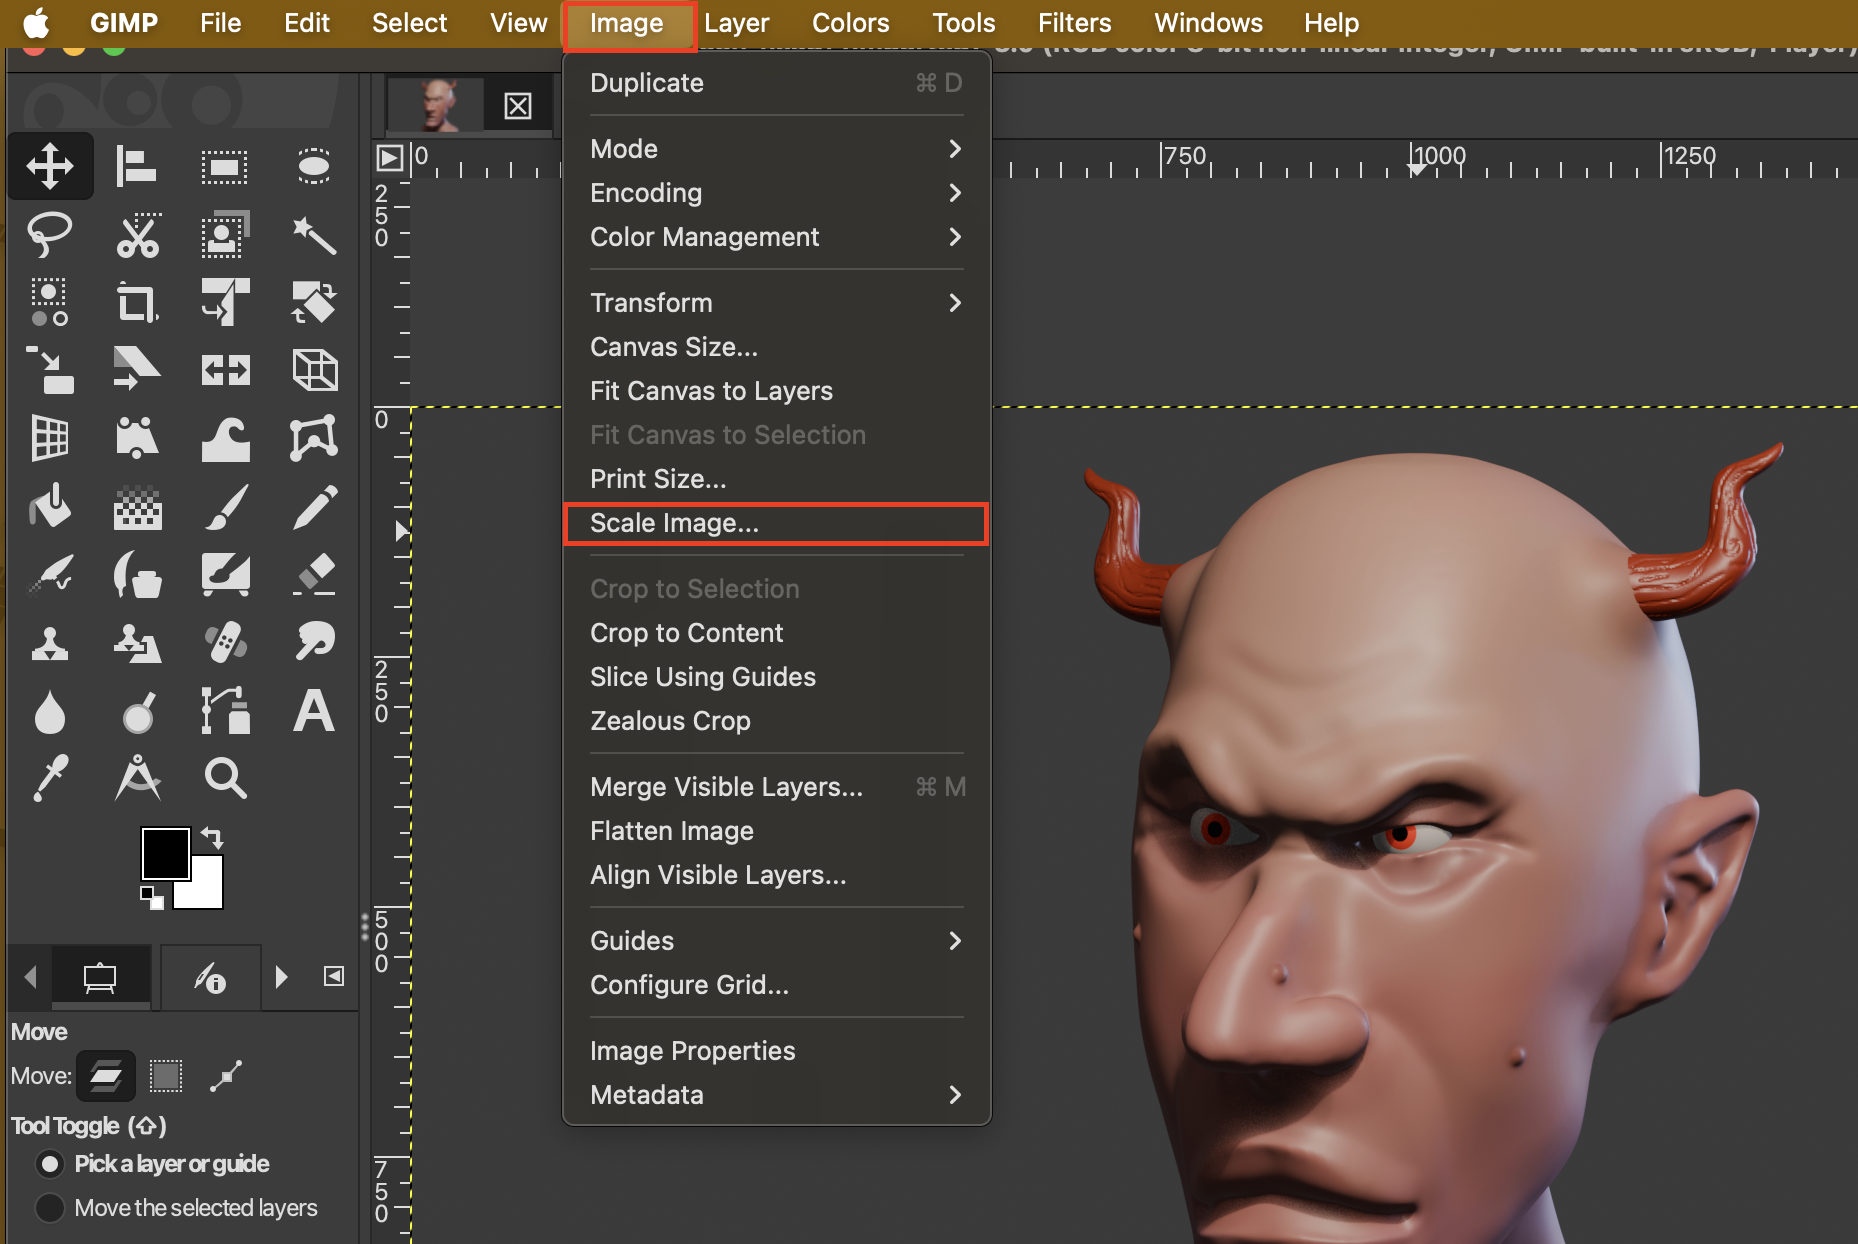 GIMP File Edit Select View Image Layer Colors Tools Filters Windows Help
Duplicate ⌘ D
Mode
Encoding
Color Management
Transform
Canvas Size...
Fit Canvas to Layers
Fit Canvas to Selection
Print Size...
Scale Image...
Crop to Selection
Crop to Content
Slice Using Guides
Zealous Crop
Merge Visible Layers... ⌘ M
Flatten Image
Align Visible Layers...
Guides
Configure Grid...
Image Properties
Metadata
0 750 1000 1250
250
0
250
500
750
Move
Move:
Tool Toggle (⇧)
Pick a layer or guide
Move the selected layers